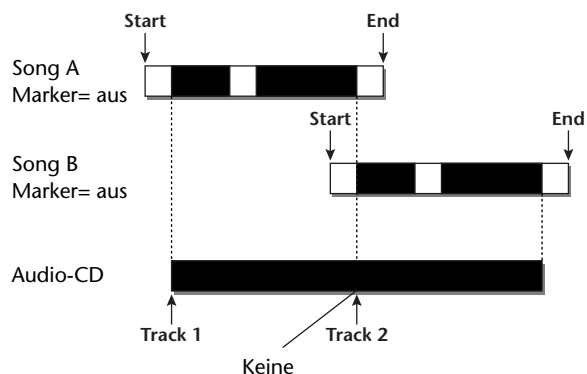 Start End
Song A
Marker= aus
Start End
Song B
Marker= aus
Audio-CD
Track 1 Track 2
Keine